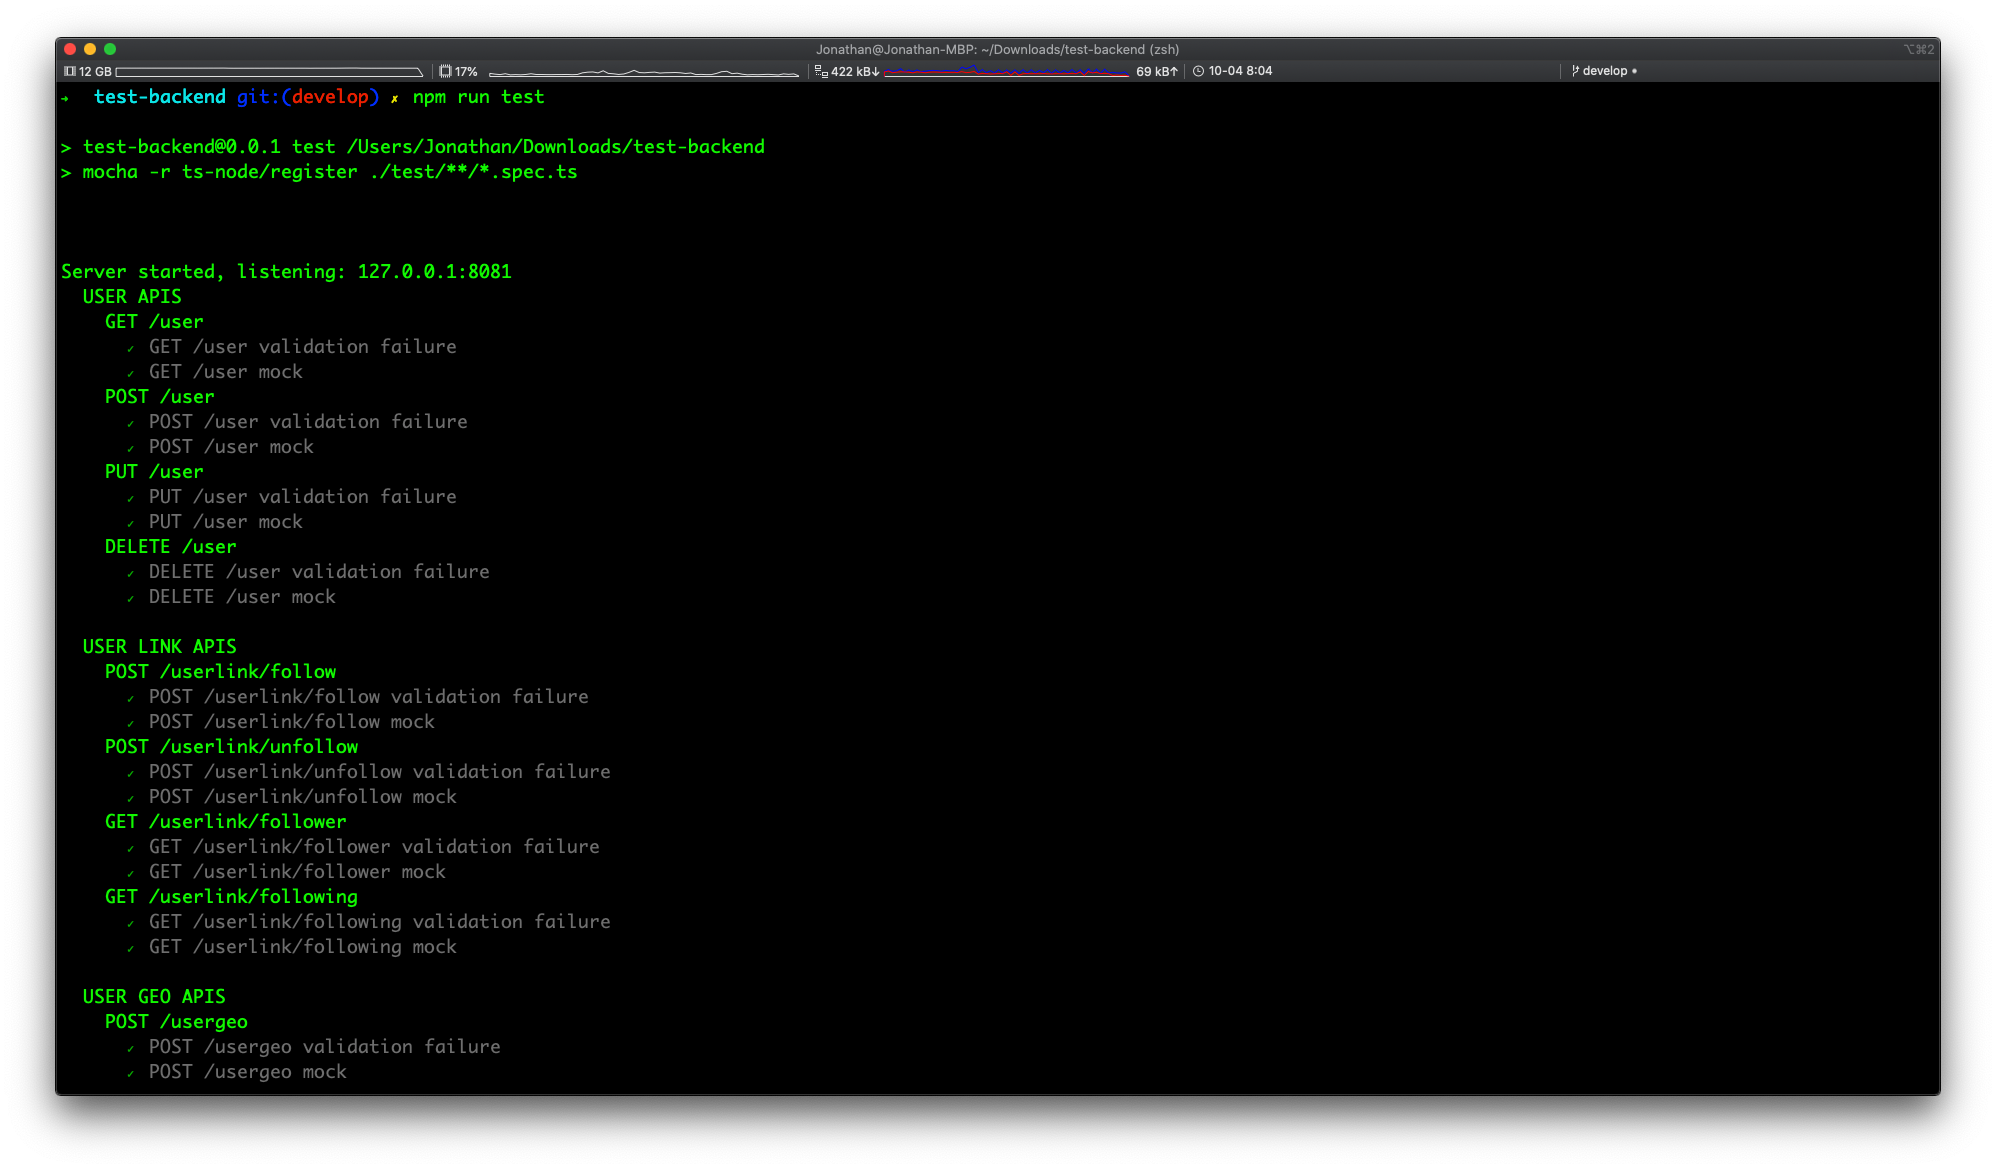 Jonathan@Jonathan-MBP: ~/Downloads/test-backend (zsh)
⌥⌘2
12 GB 17% 422 kB↓ 69 kB↑ 10-04 8:04 develop •
→ test-backend git:(develop) ✗ npm run test
> test-backend@0.0.1 test /Users/Jonathan/Downloads/test-backend
> mocha -r ts-node/register ./test/**/*.spec.ts
Server started, listening: 127.0.0.1:8081
USER APIS
GET /user
✓ GET /user validation failure
✓ GET /user mock
POST /user
✓ POST /user validation failure
✓ POST /user mock
PUT /user
✓ PUT /user validation failure
✓ PUT /user mock
DELETE /user
✓ DELETE /user validation failure
✓ DELETE /user mock
USER LINK APIS
POST /userlink/follow
✓ POST /userlink/follow validation failure
✓ POST /userlink/follow mock
POST /userlink/unfollow
✓ POST /userlink/unfollow validation failure
✓ POST /userlink/unfollow mock
GET /userlink/follower
✓ GET /userlink/follower validation failure
✓ GET /userlink/follower mock
GET /userlink/following
✓ GET /userlink/following validation failure
✓ GET /userlink/following mock
USER GEO APIS
POST /usergeo
✓ POST /usergeo validation failure
✓ POST /usergeo mock